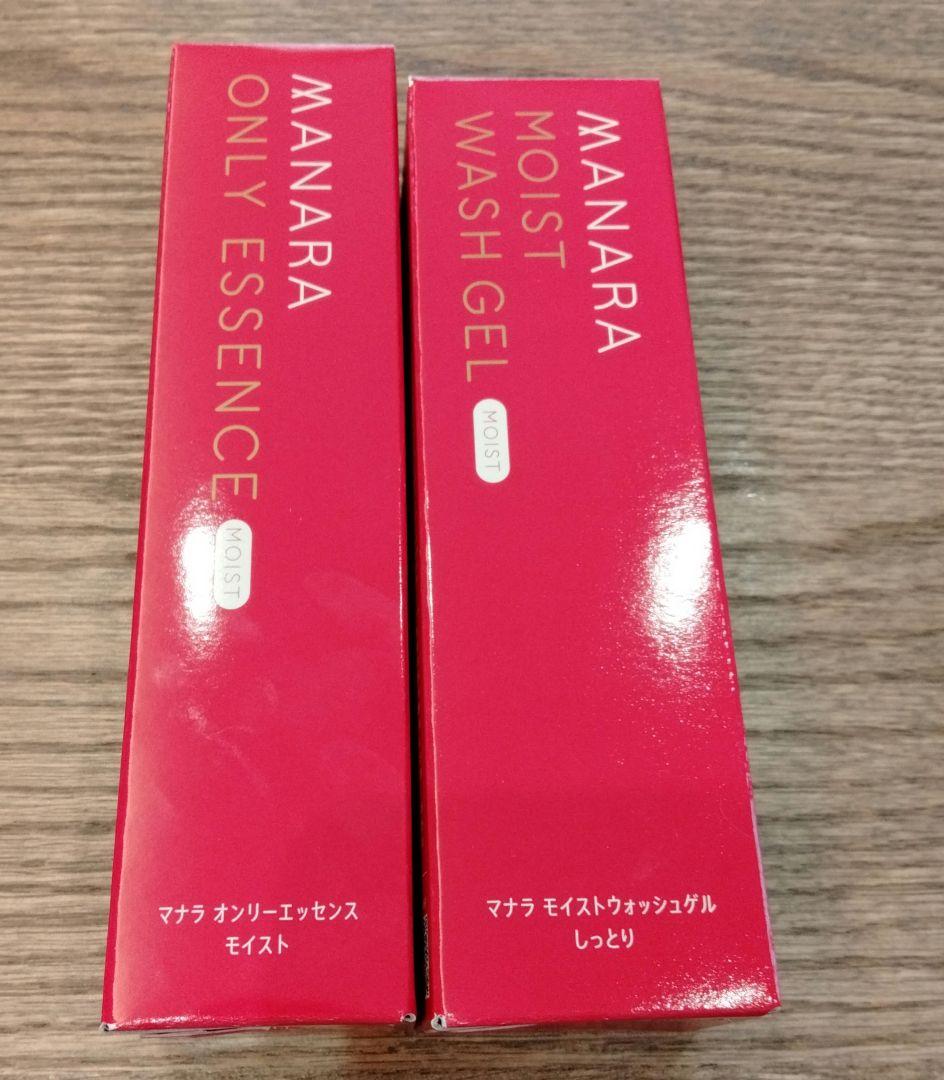 MANARA
ONLY ESSENCE
MOIST
マナラ オンリーエッセンス
モイスト
MANARA
MOIST
WASH GEL
MOIST
マナラ モイストウォッシュゲル
しっとり